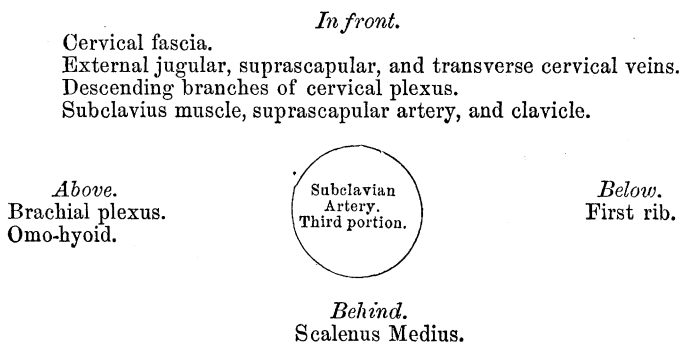 In front.
Cervical fascia.
External jugular, suprascapular, and transverse cervical veins.
Descending branches of cervical plexus.
Subclavius muscle, suprascapular artery, and clavicle.
Above.
Brachial plexus.
Omo-hyoid.
Subclavian
Artery.
Third portion.
Below.
First rib.
Behind.
Scalenus Medius.